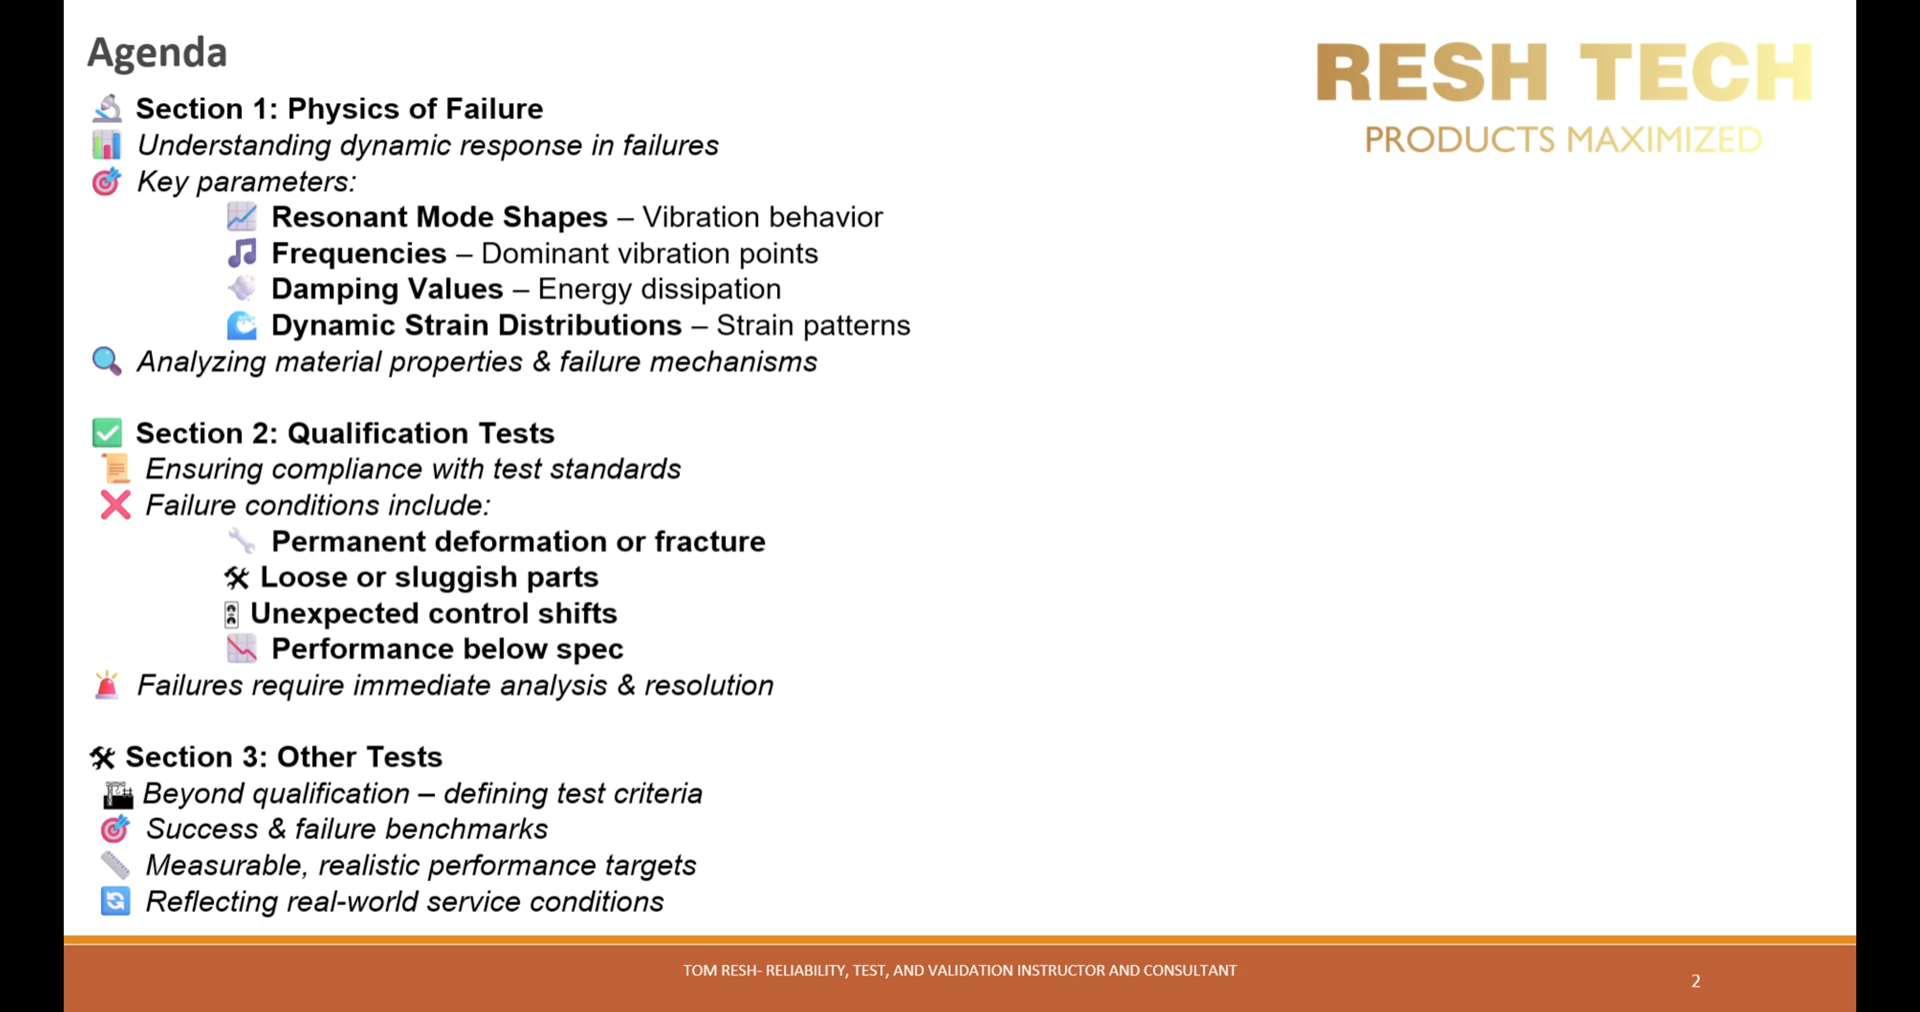 Agenda
RESH TECH
PRODUCTS MAXIMIZED
Section 1: Physics of Failure
Understanding dynamic response in failures
Key parameters:
Resonant Mode Shapes – Vibration behavior
Frequencies – Dominant vibration points
Damping Values – Energy dissipation
Dynamic Strain Distributions – Strain patterns
Analyzing material properties & failure mechanisms
Section 2: Qualification Tests
Ensuring compliance with test standards
Failure conditions include:
Permanent deformation or fracture
Loose or sluggish parts
Unexpected control shifts
Performance below spec
Failures require immediate analysis & resolution
Section 3: Other Tests
Beyond qualification – defining test criteria
Success & failure benchmarks
Measurable, realistic performance targets
Reflecting real-world service conditions
TOM RESH- RELIABILITY, TEST, AND VALIDATION INSTRUCTOR AND CONSULTANT
2